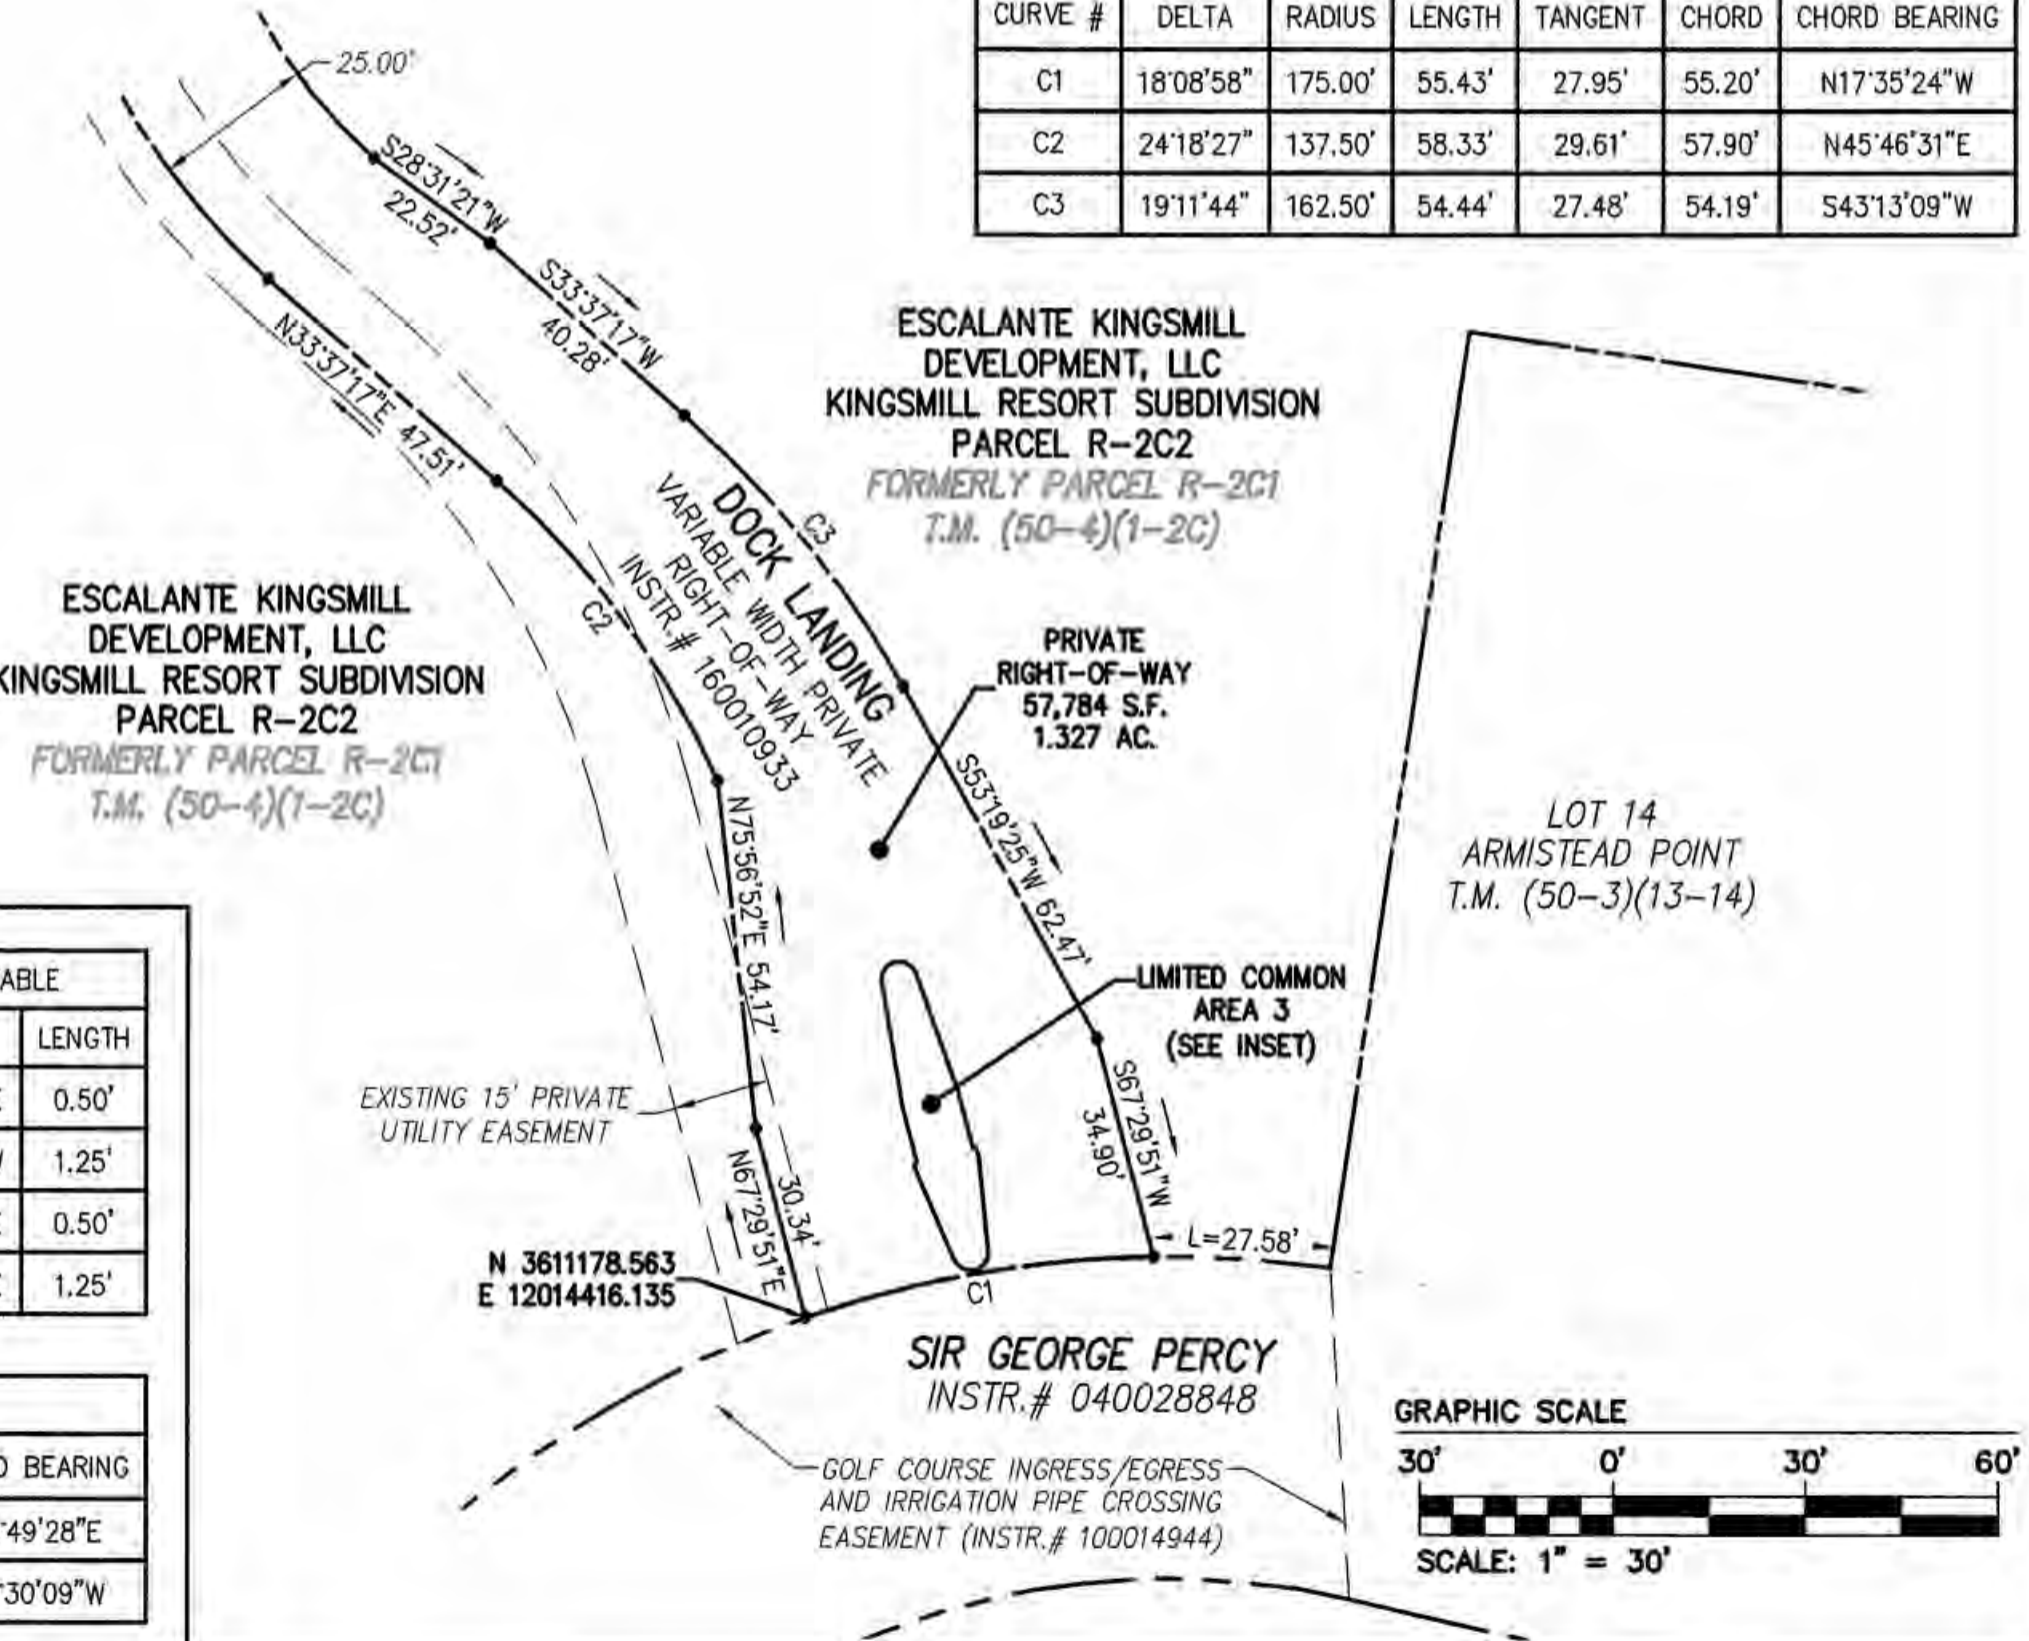 CURVE # DELTA RADIUS LENGTH TANGENT CHORD CHORD BEARING
C1 18°08'58" 175.00' 55.43' 27.95' 55.20' N17°35'24"W
C2 24°18'27" 137.50' 58.33' 29.61' 57.90' N45°46'31"E
C3 19°11'44" 162.50' 54.44' 27.48' 54.19' S43°13'09"W
25.00'
S28°31'21"W
22.52'
S33°37'17"W
40.28'
N33°37'17"E 47.51'
ESCALANTE KINGSMILL
DEVELOPMENT, LLC
KINGSMILL RESORT SUBDIVISION
PARCEL R-2C2
FORMERLY PARCEL R-2C1
T.M. (50-4)(1-2C)
C3
DOCK LANDING
VARIABLE WIDTH PRIVATE
RIGHT-OF-WAY
INSTR.# 160010933
C2
ESCALANTE KINGSMILL
DEVELOPMENT, LLC
KINGSMILL RESORT SUBDIVISION
PARCEL R-2C2
FORMERLY PARCEL R-2C1
T.M. (50-4)(1-2C)
PRIVATE
RIGHT-OF-WAY
57,784 S.F.
1.327 AC.
S53°19'25"W 62.47'
N75°56'52"E 54.17'
LOT 14
ARMISTEAD POINT
T.M. (50-3)(13-14)
LIMITED COMMON
AREA 3
(SEE INSET)
S67°29'51"W
34.90'
EXISTING 15' PRIVATE
UTILITY EASEMENT
N67°29'51"E
30.34'
L=27.58'
N 3611178.563
E 12014416.135
C1
SIR GEORGE PERCY
INSTR.# 040028848
GOLF COURSE INGRESS/EGRESS
AND IRRIGATION PIPE CROSSING
EASEMENT (INSTR.# 100014944)
ABLE
LENGTH
0.50'
1.25'
0.50'
1.25'
BEARING
49'28"E
30'09"W
GRAPHIC SCALE
30' 0' 30' 60'
SCALE: 1" = 30'